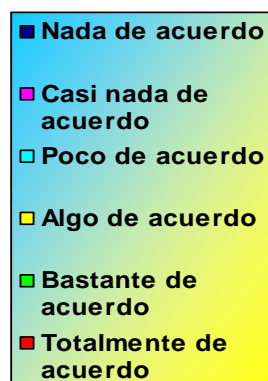 Nada de acuerdo
Casi nada de
acuerdo
Poco de acuerdo
Algo de acuerdo
Bastante de
acuerdo
Totalmente de
acuerdo